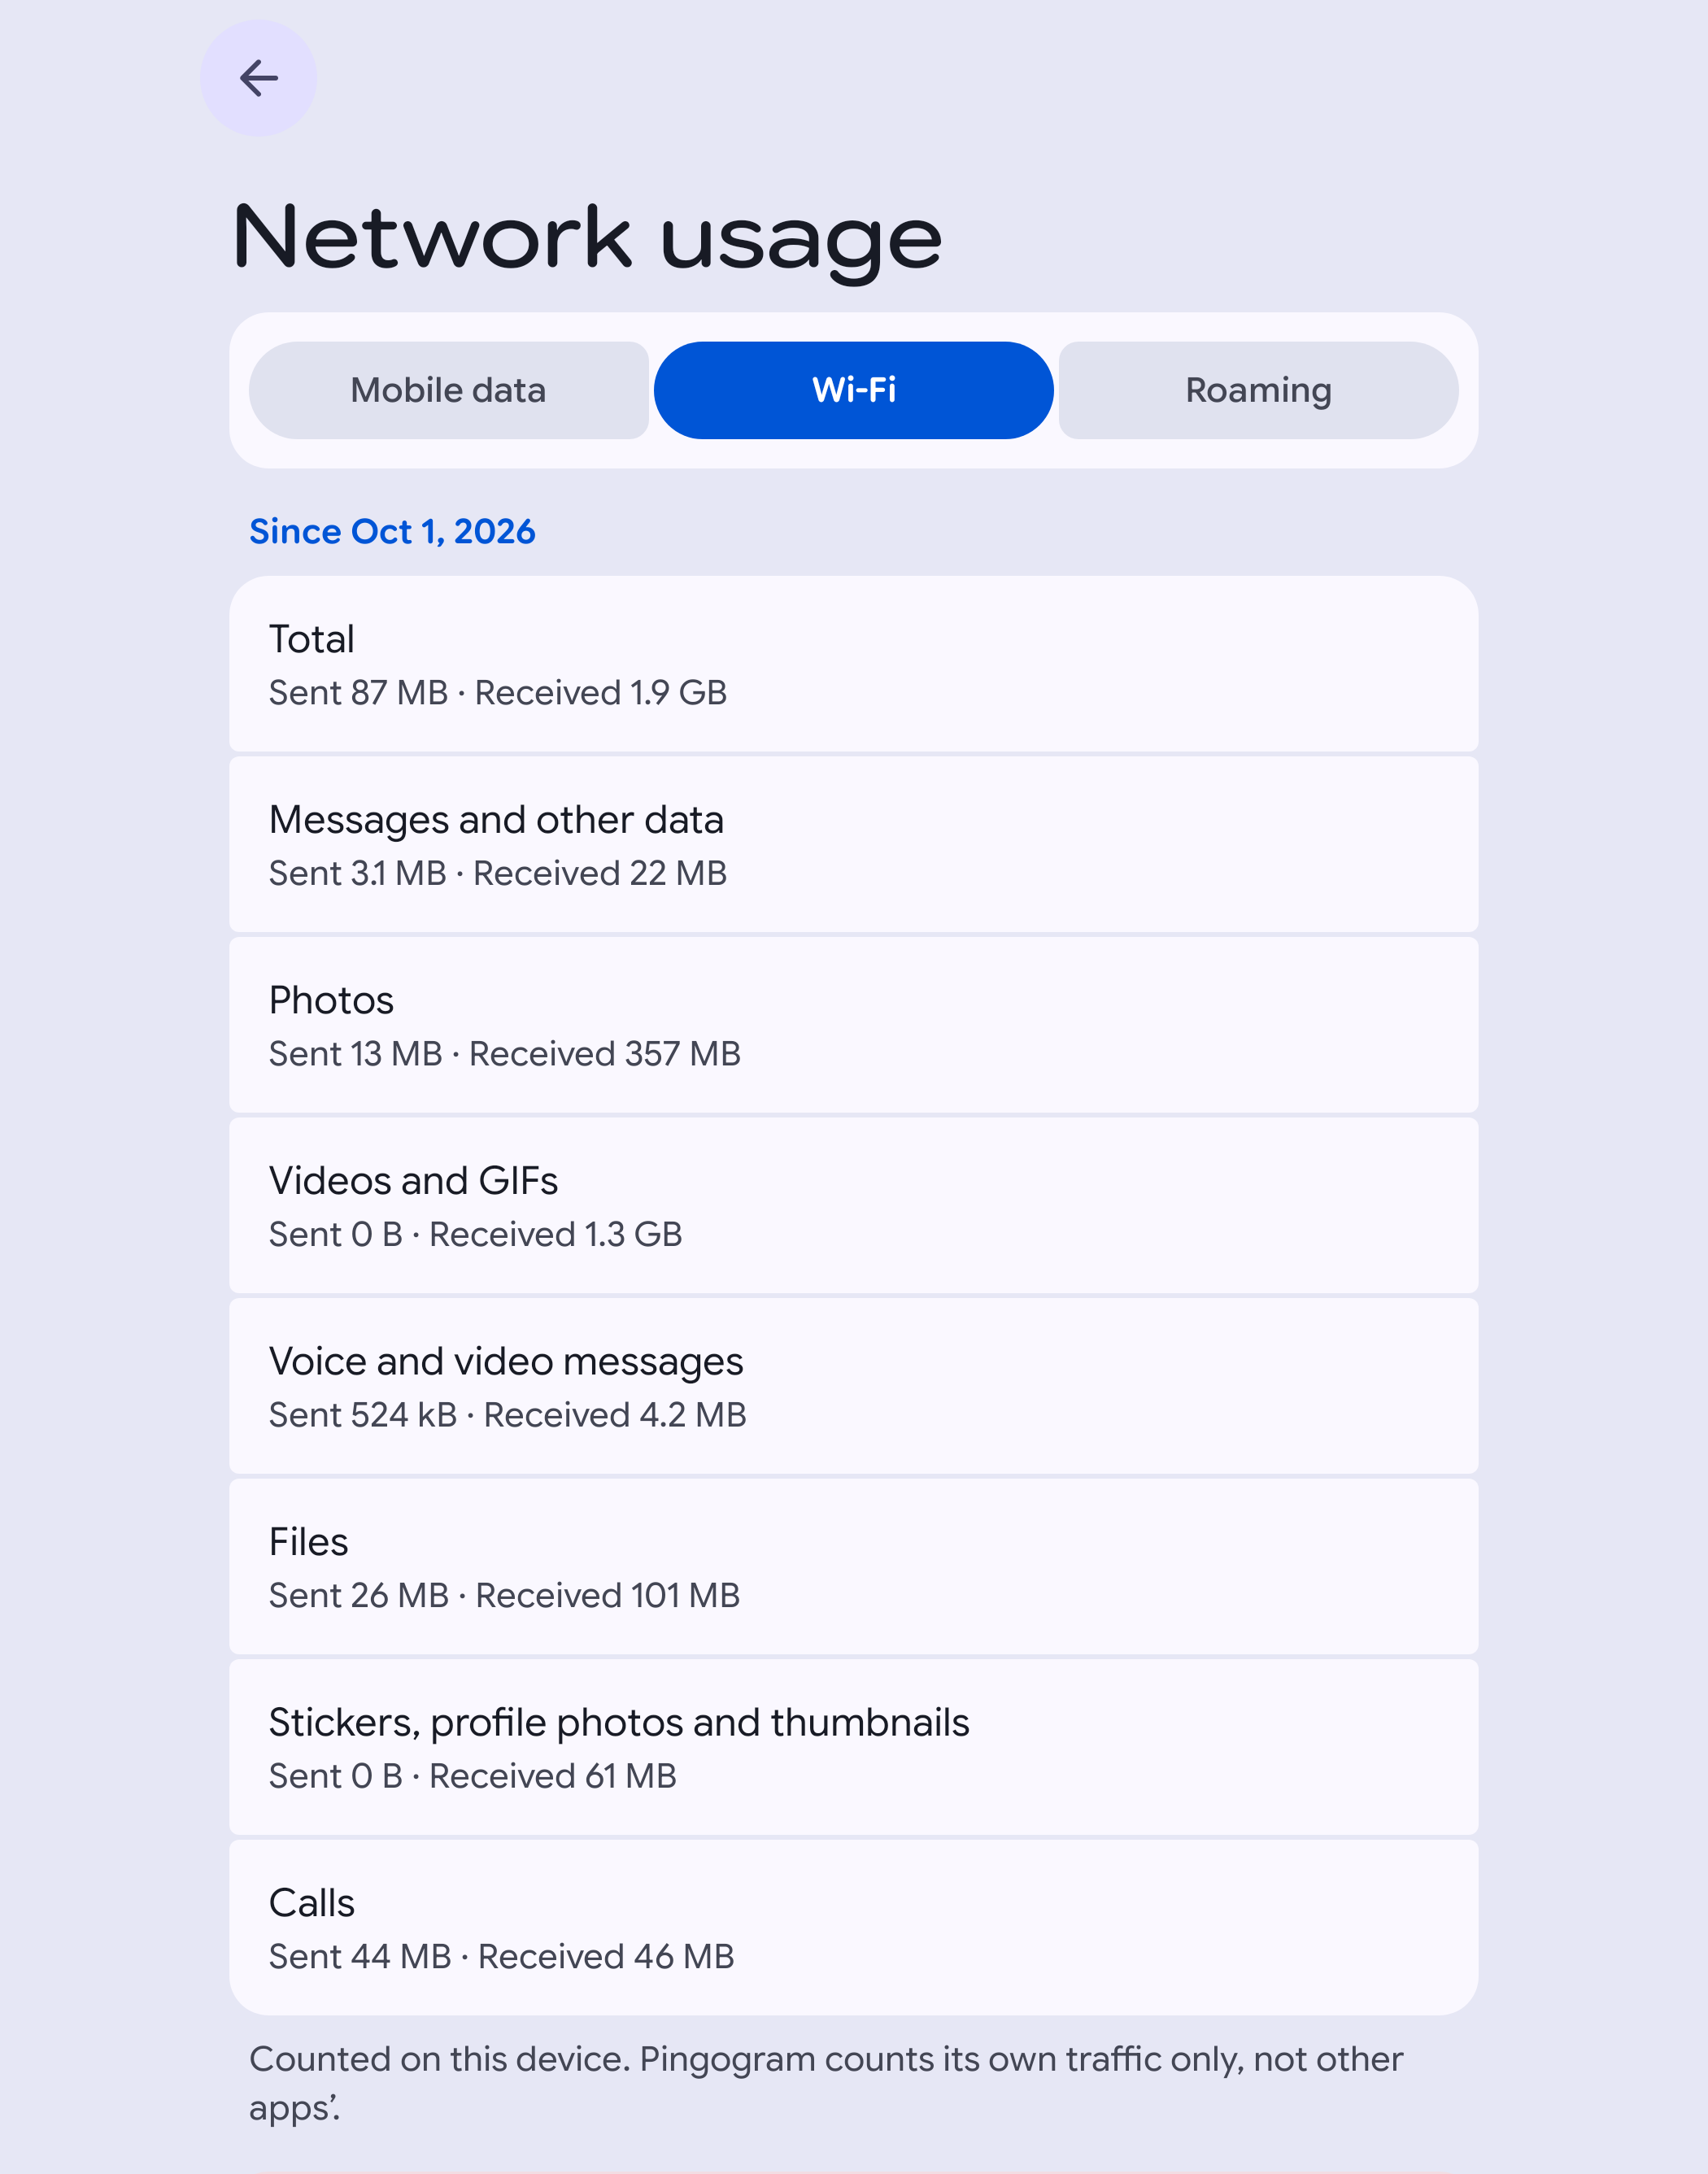 Network usage
Mobile data
Wi-Fi
Roaming
Since Oct 1, 2026
Total
Sent 87 MB · Received 1.9 GB
Messages and other data
Sent 3.1 MB · Received 22 MB
Photos
Sent 13 MB · Received 357 MB
Videos and GIFs
Sent 0 B · Received 1.3 GB
Voice and video messages
Sent 524 kB · Received 4.2 MB
Files
Sent 26 MB · Received 101 MB
Stickers, profile photos and thumbnails
Sent 0 B · Received 61 MB
Calls
Sent 44 MB · Received 46 MB
Counted on this device. Pingogram counts its own traffic only, not other
apps’.